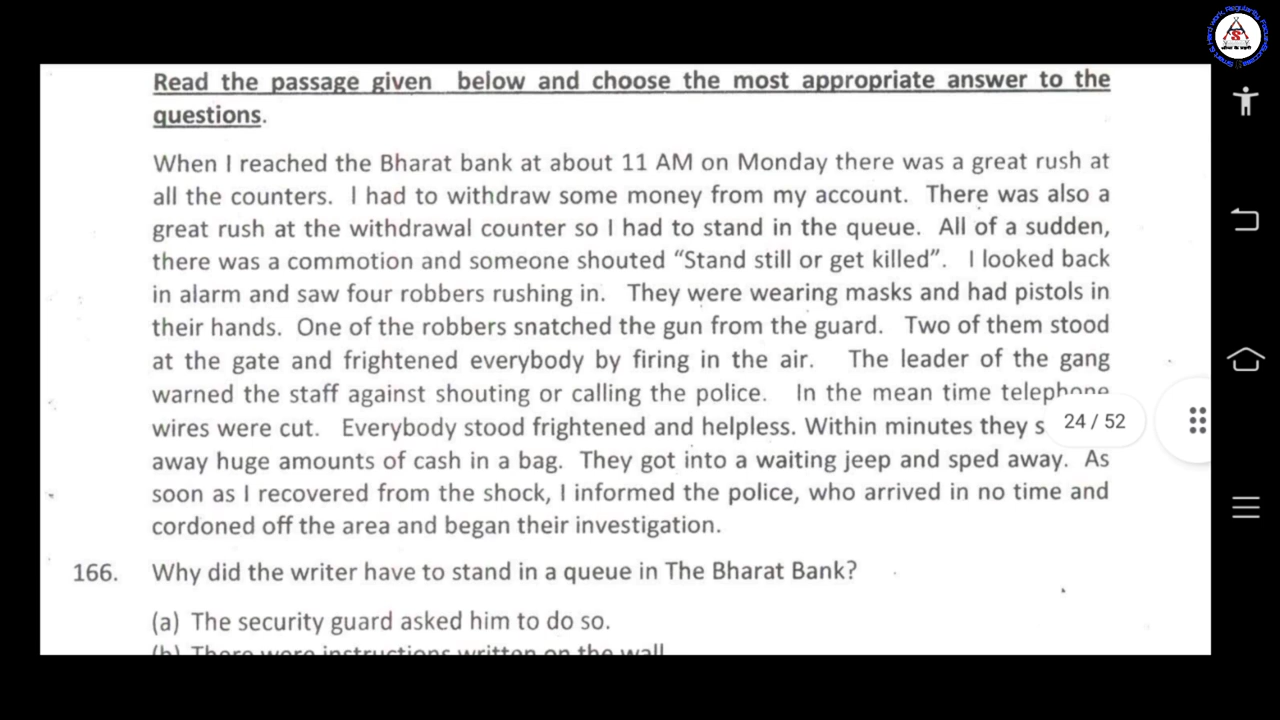 Read the passage given below and choose the most appropriate answer to the
questions.
When I reached the Bharat bank at about 11 AM on Monday there was a great rush at
all the counters. I had to withdraw some money from my account. There was also a
great rush at the withdrawal counter so I had to stand in the queue. All of a sudden,
there was a commotion and someone shouted “Stand still or get killed”. I looked back
in alarm and saw four robbers rushing in. They were wearing masks and had pistols in
their hands. One of the robbers snatched the gun from the guard. Two of them stood
at the gate and frightened everybody by firing in the air. The leader of the gang
warned the staff against shouting or calling the police. In the mean time telephone
wires were cut. Everybody stood frightened and helpless. Within minutes they
24 / 52
away huge amounts of cash in a bag. They got into a waiting jeep and sped away. As
soon as I recovered from the shock, I informed the police, who arrived in no time and
cordoned off the area and began their investigation.
166. Why did the writer have to stand in a queue in The Bharat Bank?
(a) The security guard asked him to do so.
(b) There were instructions written on the wall